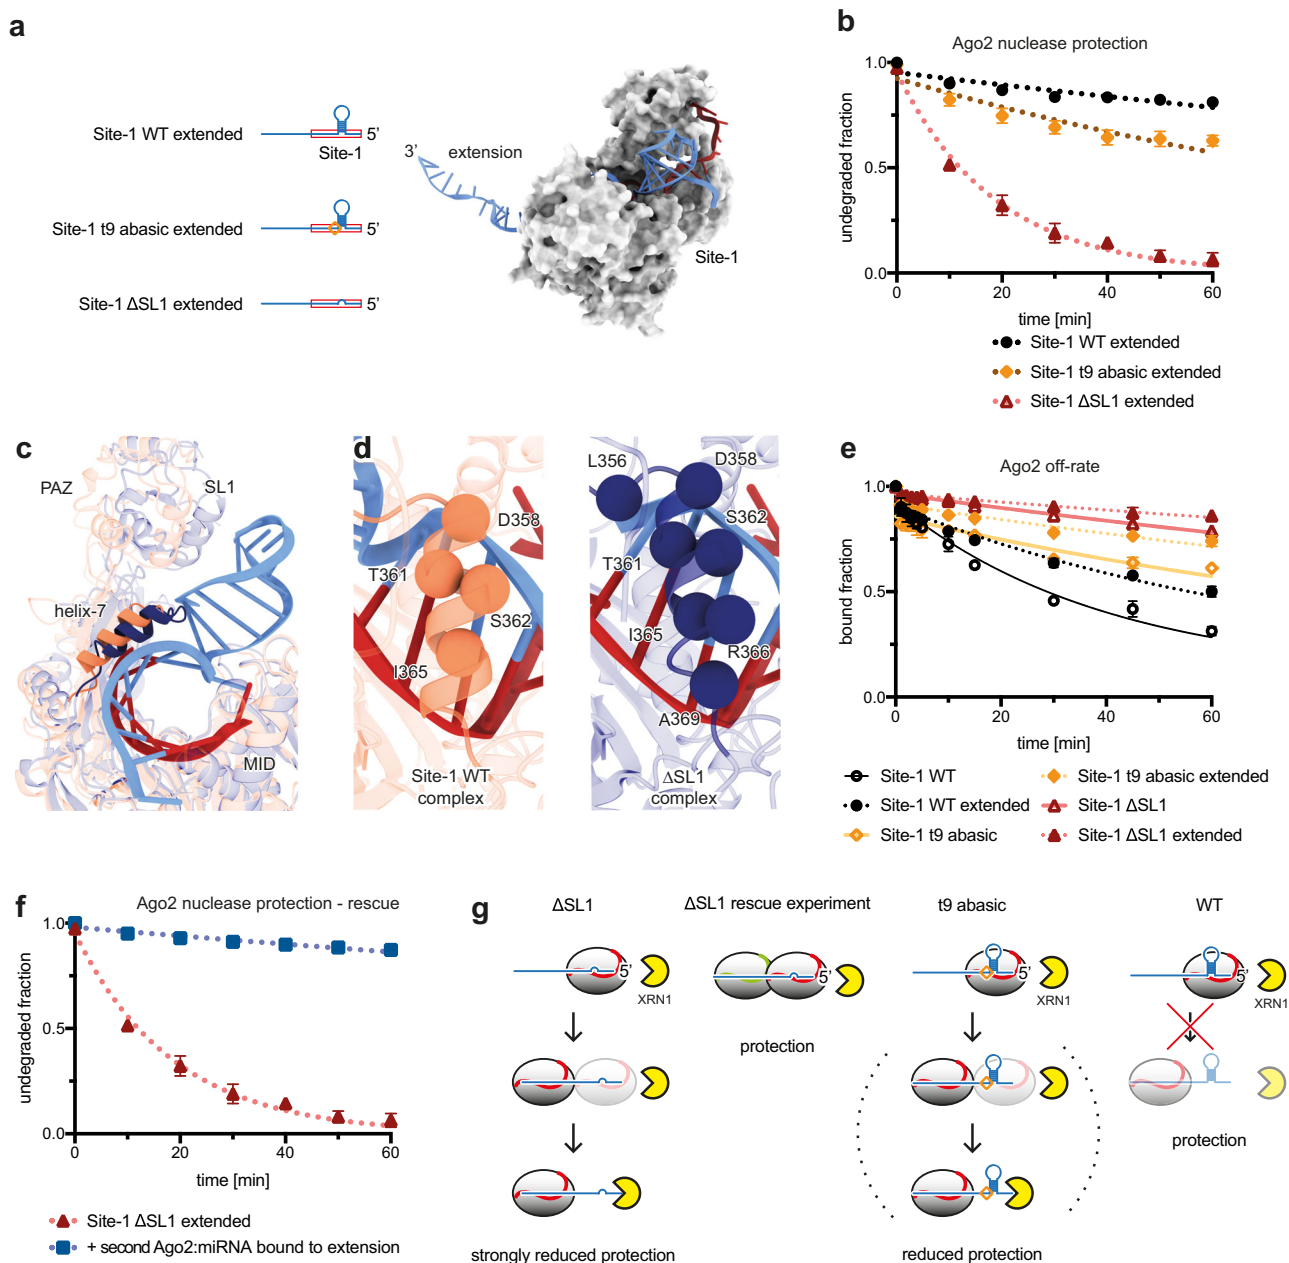 a
Site-1 WT extended
5’
Site-1
Site-1 t9 abasic extended
5’
Site-1 ΔSL1 extended
5’
3’
extension
Site-1
b
Ago2 nuclease protection
undegraded fraction
1.0
0.5
0.0
0
20
40
60
time [min]
Site-1 WT extended
Site-1 t9 abasic extended
Site-1 ΔSL1 extended
c
PAZ
SL1
helix-7
MID
d
D358
T361
S362
I365
Site-1 WT
complex
L356
D358
S362
T361
I365
R366
A369
ΔSL1
complex
e
Ago2 off-rate
bound fraction
1.0
0.5
0.0
0
20
40
60
time [min]
Site-1 WT
Site-1 WT extended
Site-1 t9 abasic
Site-1 t9 abasic extended
Site-1 ΔSL1
Site-1 ΔSL1 extended
f
Ago2 nuclease protection - rescue
undegraded fraction
1.0
0.5
0.0
0
20
40
60
time [min]
Site-1 ΔSL1 extended
+ second Ago2:miRNA bound to extension
g
ΔSL1
5’
XRN1
strongly reduced protection
ΔSL1 rescue experiment
5’
protection
t9 abasic
5’
XRN1
reduced protection
WT
5’
XRN1
protection